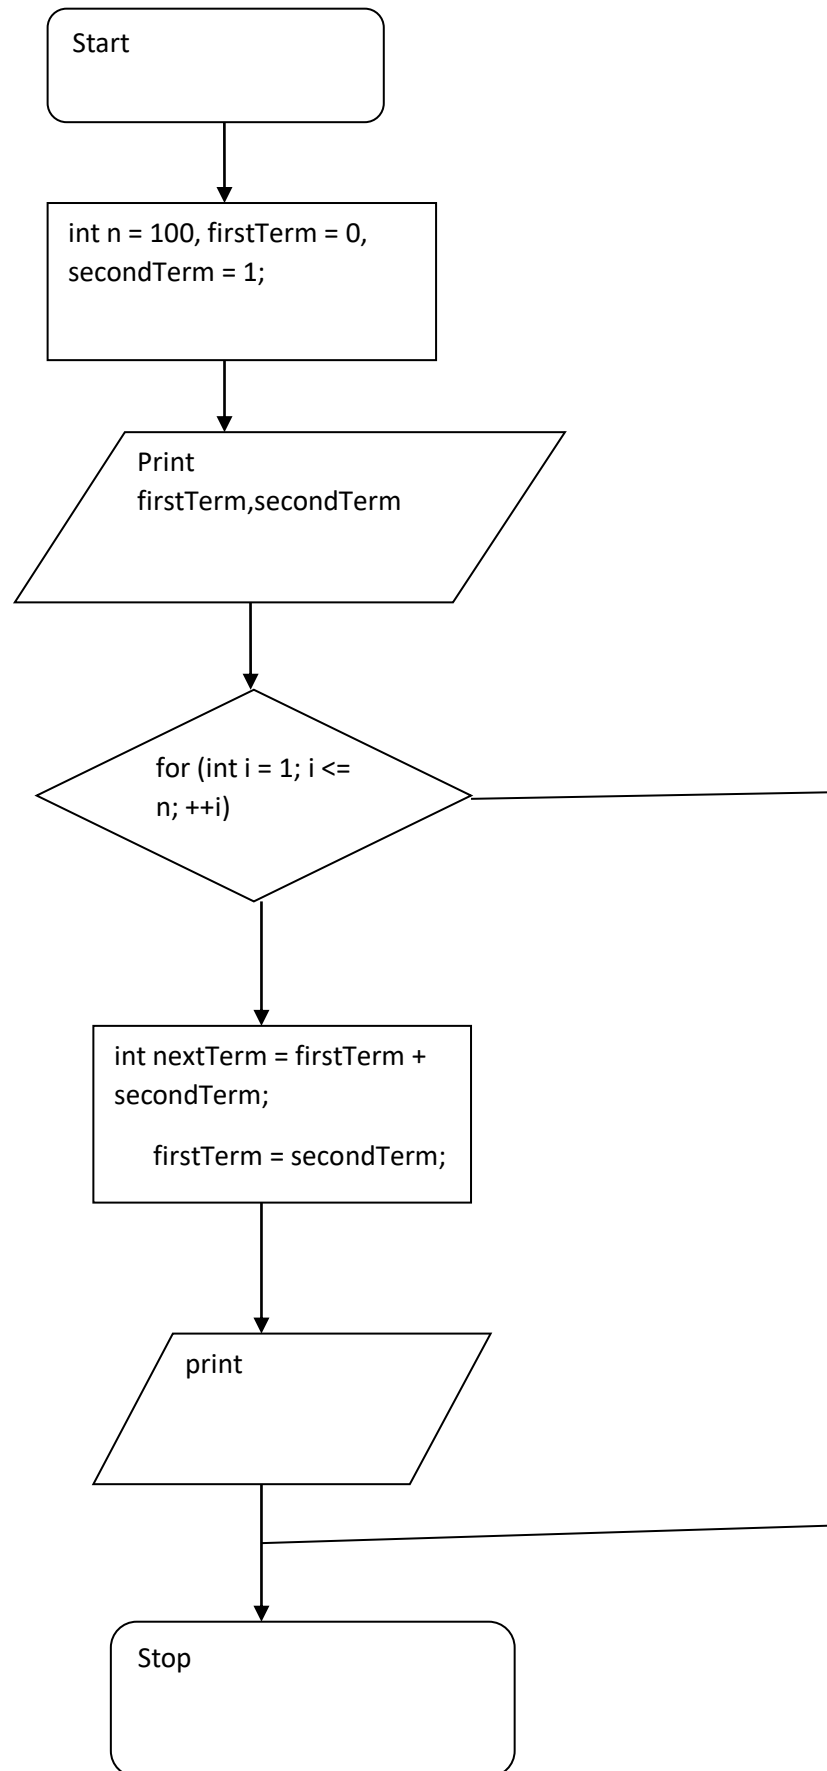 Start
int n = 100, firstTerm = 0,
secondTerm = 1;
Print
firstTerm,secondTerm
for (int i = 1; i <=
n; ++i)
int nextTerm = firstTerm +
secondTerm;
firstTerm = secondTerm;
print
Stop